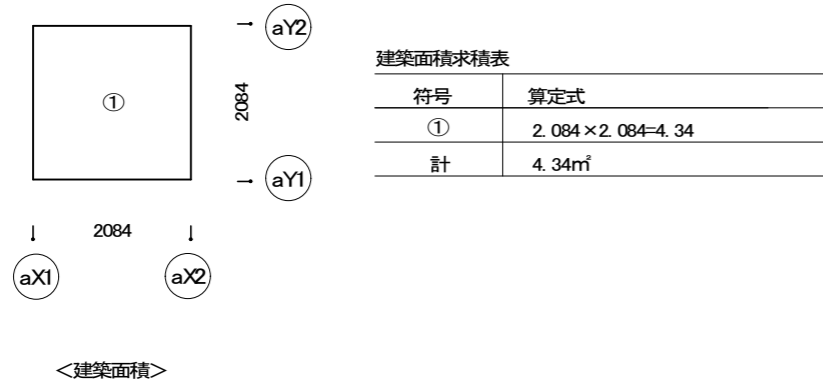 aY2
①
2084
aY1
2084
aX1
aX2
<建築面積>
建築面積求積表
符号 算定式
① 2.084×2.084=4.34
計 4.34㎡